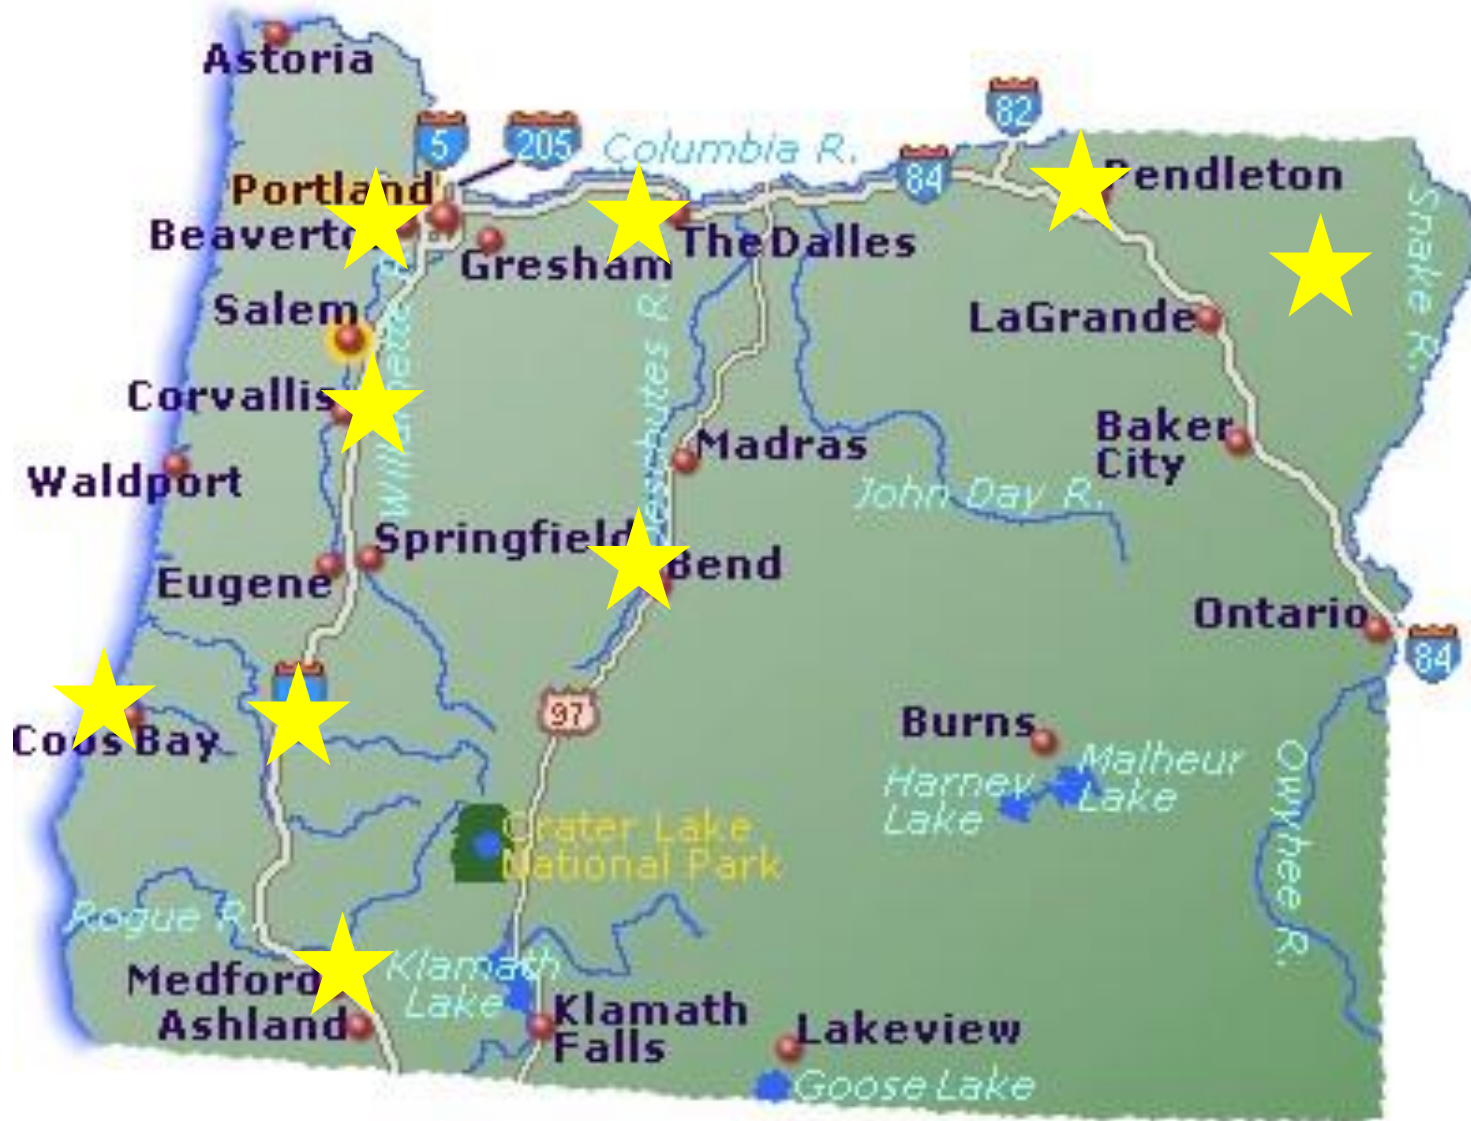 Astoria
82
5
205
Columbia R.
84
Portland
Pendleton
Beaverto
The Dalles
Gresham
Snake R.
Salem
LaGrande
Corvallis
Willamette R.
Deschutes R.
Madras
Baker
City
Waldport
John Day R.
Springfield
Bend
Eugene
Ontario
84
97
Coos Bay
Burns
Malheur
Lake
Harney
Lake
Owyhee R.
Crater Lake
National Park
Rogue R.
Medford
Klamath
Lake
Ashland
Klamath
Falls
Lakeview
Goose Lake